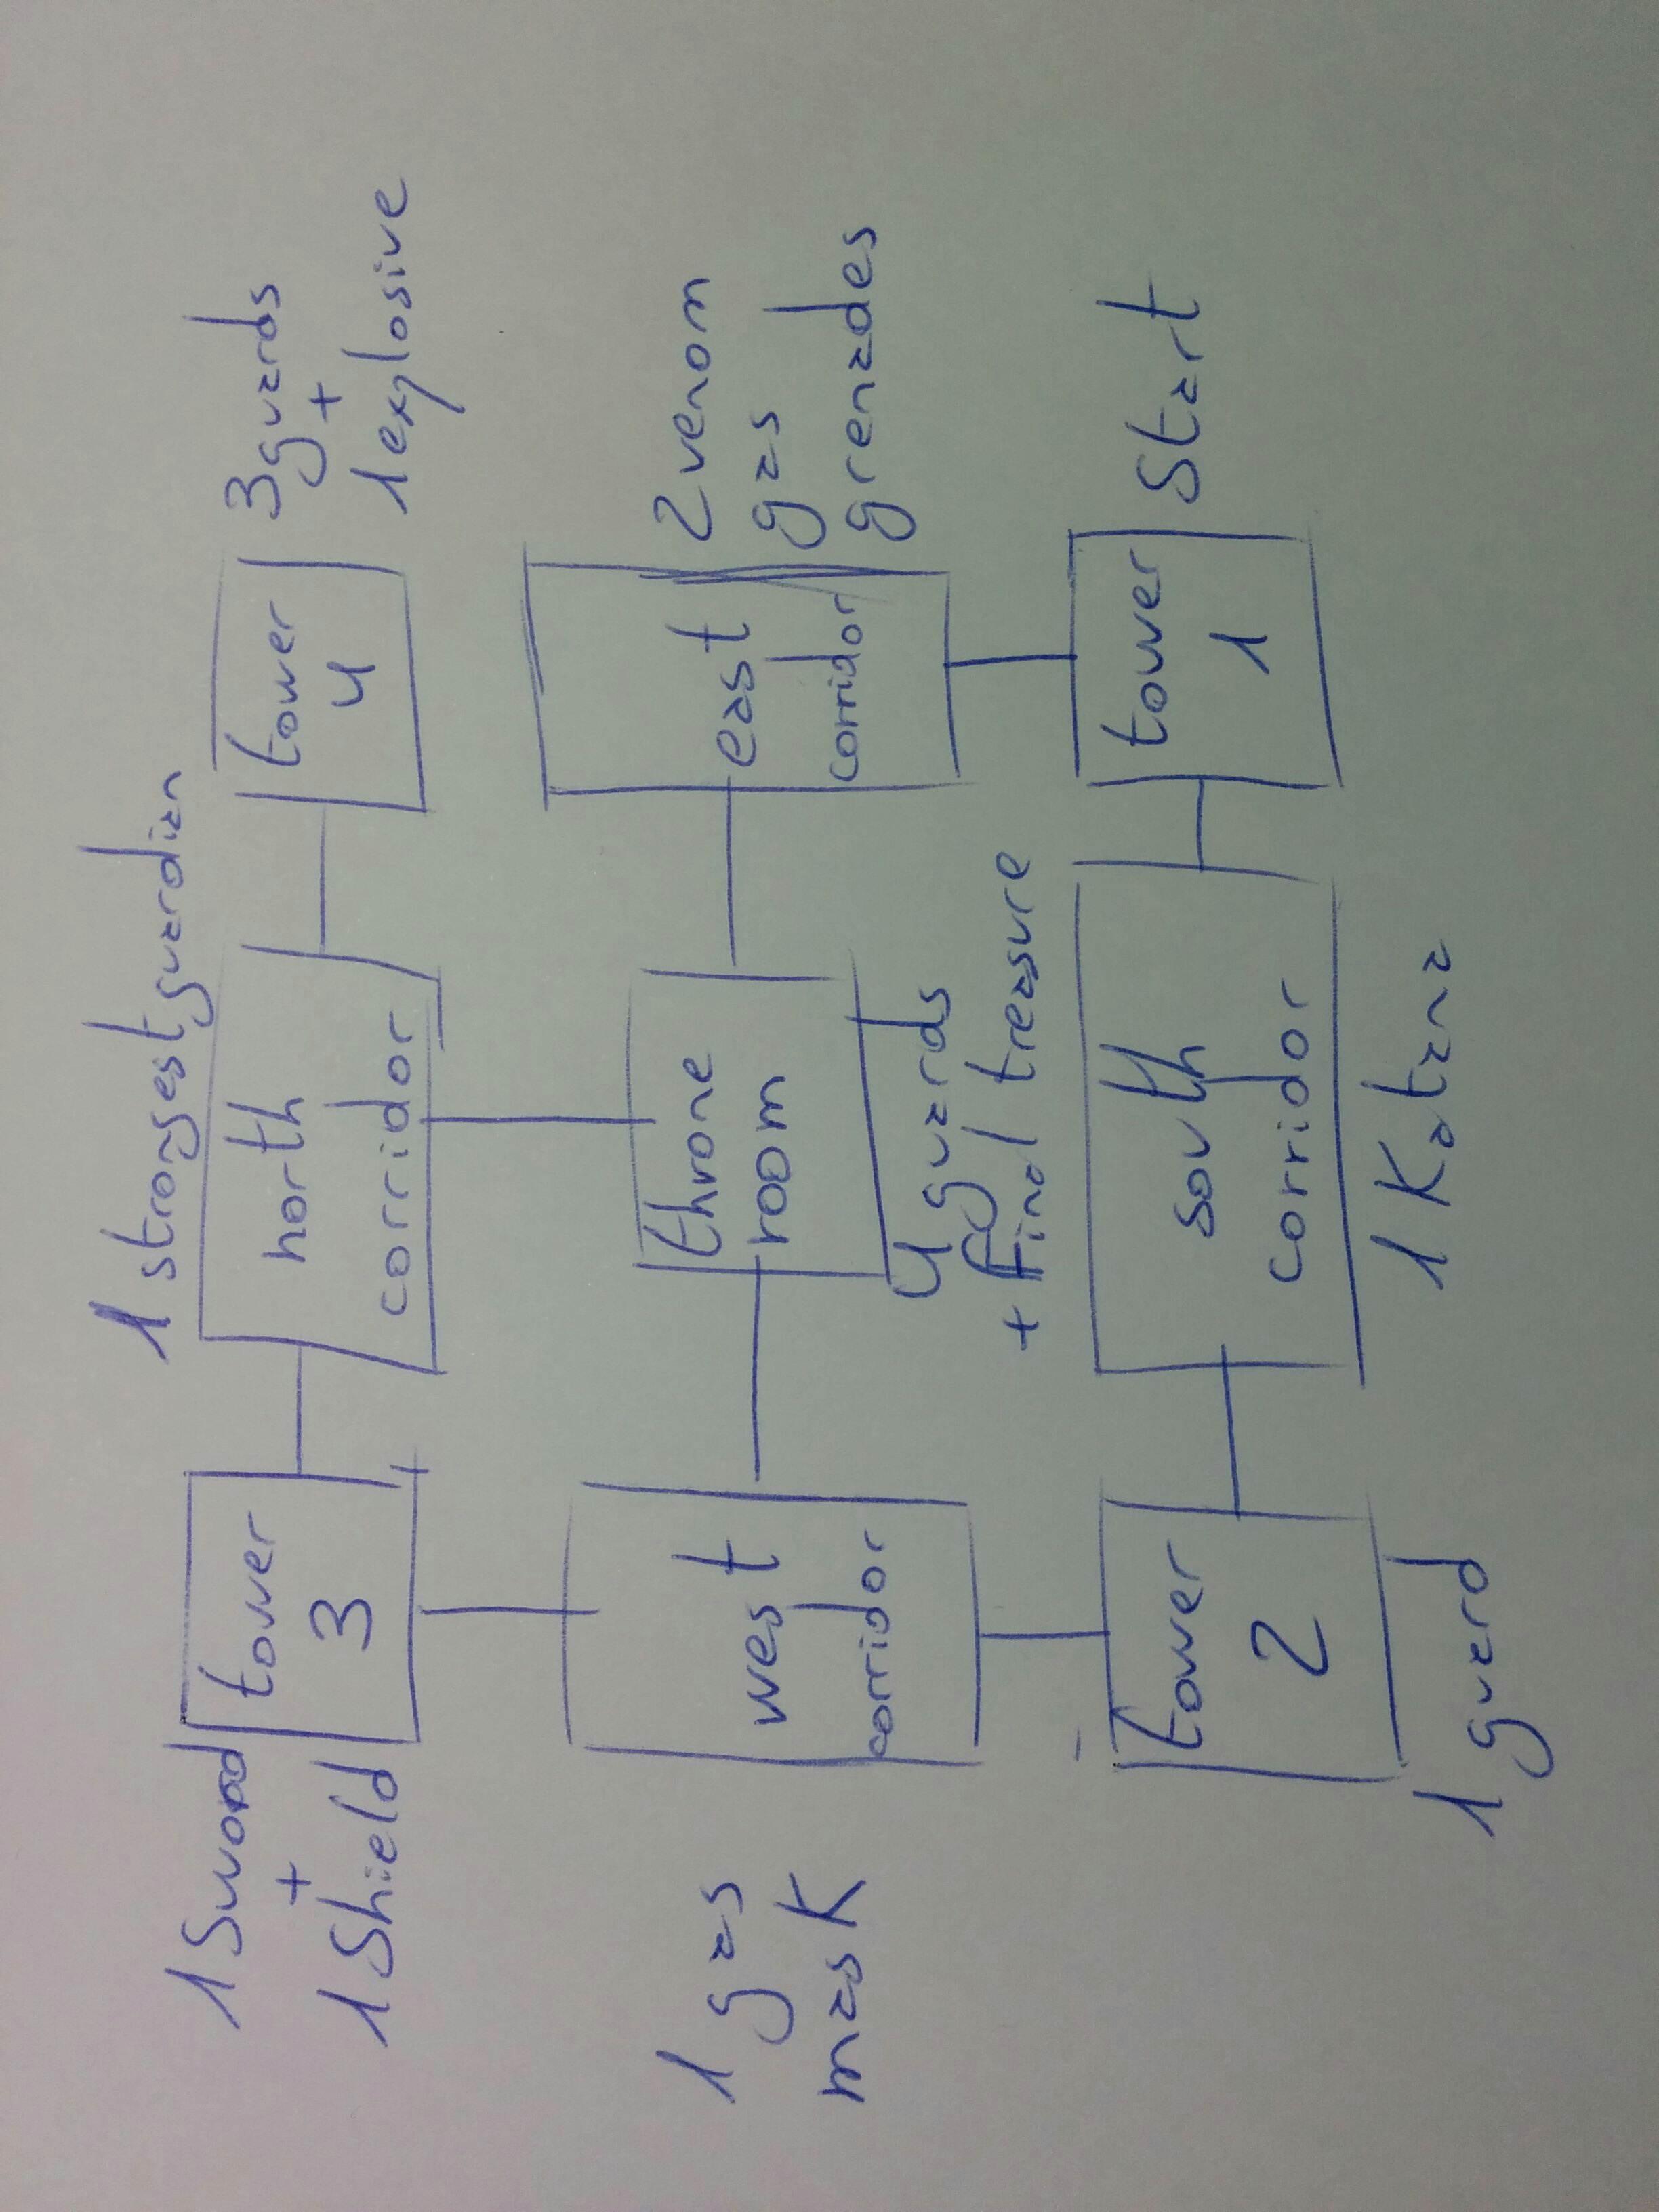 1 strongest guardian
1 Sword
+
1 Shield
tower
3
north
corridor
tower
4
3 guards
+
1 explosive
1 gas
mask
west
corridor
throne
room
4 guards
+ Final treasure
east
corridor
2 venom
gas
grenades
tower
2
1 guard
south
corridor
1 Katana
tower
1
Start